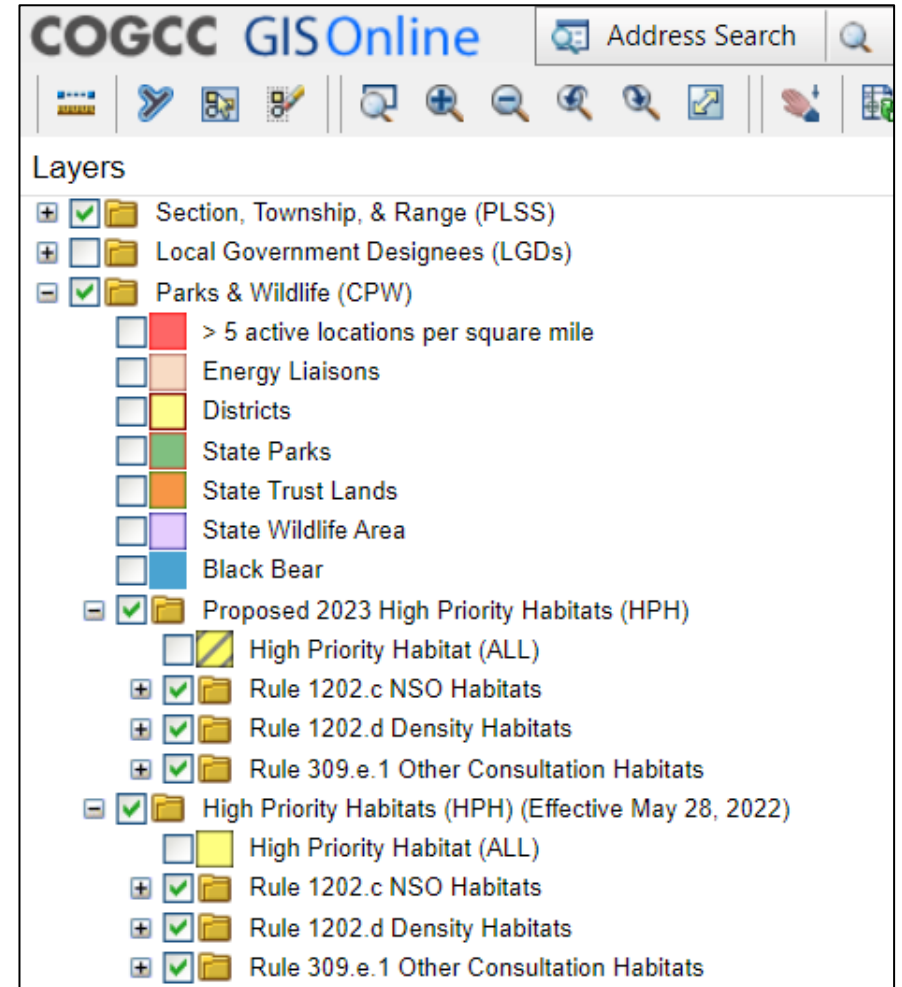 COGCC GISOnline Address Search
Layers
Section, Township, & Range (PLSS)
Local Government Designees (LGDs)
Parks & Wildlife (CPW)
> 5 active locations per square mile
Energy Liaisons
Districts
State Parks
State Trust Lands
State Wildlife Area
Black Bear
Proposed 2023 High Priority Habitats (HPH)
High Priority Habitat (ALL)
Rule 1202.c NSO Habitats
Rule 1202.d Density Habitats
Rule 309.e.1 Other Consultation Habitats
High Priority Habitats (HPH) (Effective May 28, 2022)
High Priority Habitat (ALL)
Rule 1202.c NSO Habitats
Rule 1202.d Density Habitats
Rule 309.e.1 Other Consultation Habitats